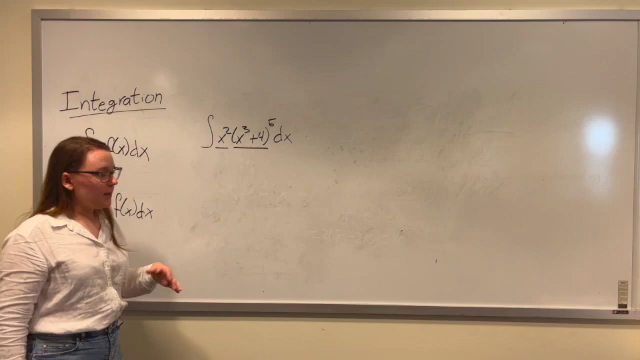 Integration
∫ f(x)dx
∫ x²(x³+4)⁵dx
f(x)dx